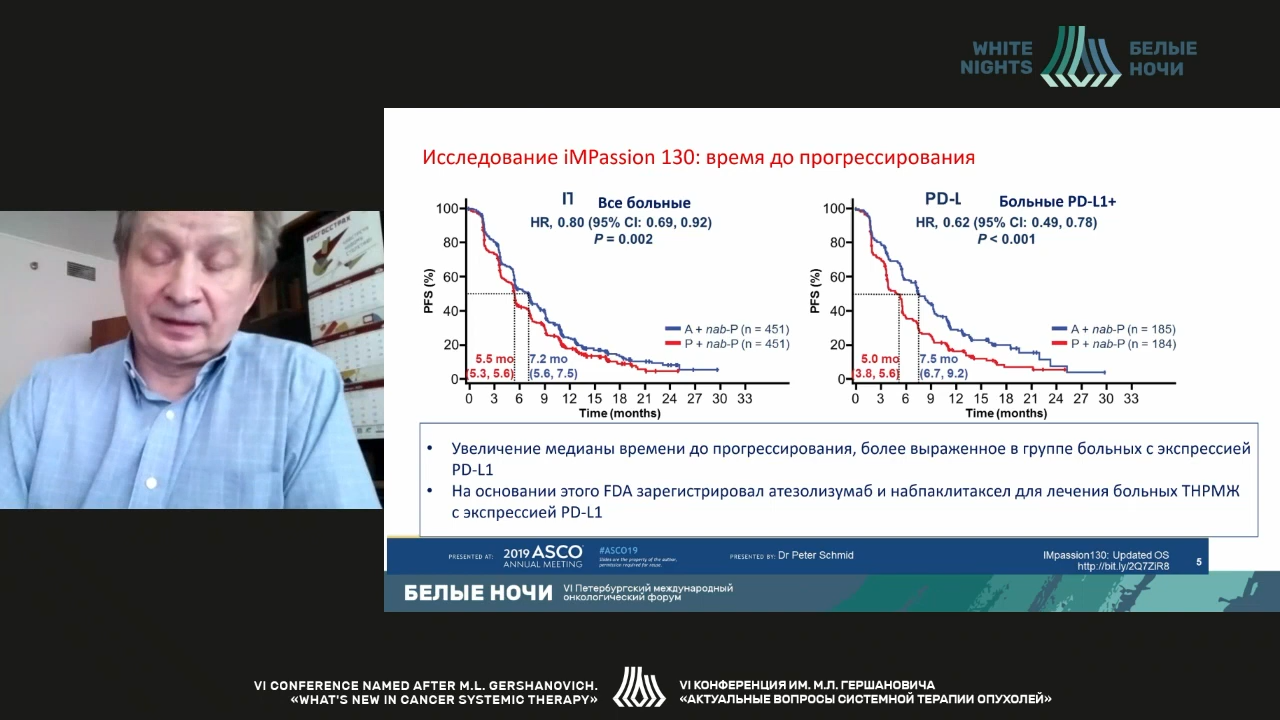 WHITE
NIGHTS
БЕЛЫЕ
НОЧИ
РОСГОССТРАХ
Исследование iMPassion 130: время до прогрессирования
Все больные
HR, 0.80 (95% CI: 0.69, 0.92)
P = 0.002
PFS (%)
100
80
60
40
20
0
A + nab-P (n = 451)
P + nab-P (n = 451)
5.5 mo
(5.3, 5.6)
7.2 mo
(5.6, 7.5)
0 3 6 9 12 15 18 21 24 27 30 33
Time (months)
PD-L
Больные PD-L1+
HR, 0.62 (95% CI: 0.49, 0.78)
P < 0.001
PFS (%)
100
80
60
40
20
0
A + nab-P (n = 185)
P + nab-P (n = 184)
5.0 mo
(3.8, 5.6)
7.5 mo
(6.7, 9.2)
0 3 6 9 12 15 18 21 24 27 30 33
Time (months)
• Увеличение медианы времени до прогрессирования, более выраженное в группе больных с экспрессией
PD-L1
• На основании этого FDA зарегистрировал атезолизумаб и набпаклитаксел для лечения больных ТНРМЖ
с экспрессией PD-L1
PRESENTED AT:
2019 ASCO
ANNUAL MEETING
#ASCO19
Slides are the property of the author,
permission required for reuse.
PRESENTED BY: Dr Peter Schmid
IMpassion130: Updated OS
http://bit.ly/2Q7ZiR8
5
БЕЛЫЕ НОЧИ
VI Петербургский международный
онкологический форум
VI CONFERENCE NAMED AFTER M.L. GERSHANOVICH.
«WHAT'S NEW IN CANCER SYSTEMIC THERAPY»
VI КОНФЕРЕНЦИЯ ИМ. М.Л. ГЕРШАНОВИЧА
«АКТУАЛЬНЫЕ ВОПРОСЫ СИСТЕМНОЙ ТЕРАПИИ ОПУХОЛЕЙ»